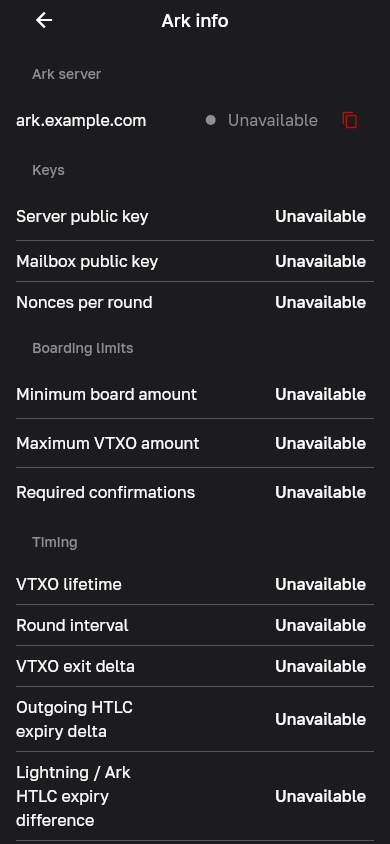 Ark info
Ark server
ark.example.com Unavailable
Keys
Server public key Unavailable
Mailbox public key Unavailable
Nonces per round Unavailable
Boarding limits
Minimum board amount Unavailable
Maximum VTXO amount Unavailable
Required confirmations Unavailable
Timing
VTXO lifetime Unavailable
Round interval Unavailable
VTXO exit delta Unavailable
Outgoing HTLC
expiry delta Unavailable
Lightning / Ark
HTLC expiry Unavailable
difference